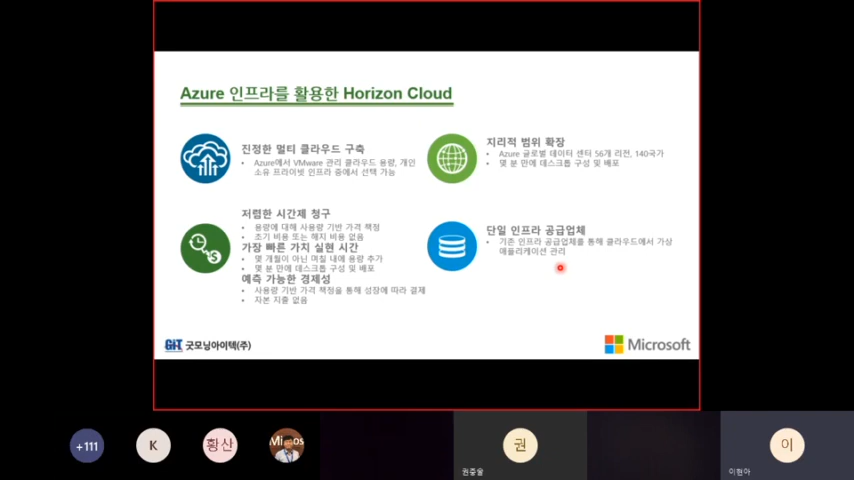 Azure 인프라를 활용한 Horizon Cloud
진정한 멀티 클라우드 구축
• Azure에서 VMware 관리 클라우드 용량, 개인
소유 프라이빗 인프라 중에서 선택 가능
저렴한 시간제 청구
• 용량에 대해 사용량 기반 가격 책정
• 초기 비용 또는 해지 비용 없음
가장 빠른 가치 실현 시간
• 몇 개월이 아닌 며칠 내에 용량 추가
• 몇 분 만에 데스크톱 구성 및 배포
예측 가능한 경제성
• 사용량 기반 가격 책정을 통해 성장에 따라 결제
• 자본 지출 없음
지리적 범위 확장
• Azure 글로벌 데이터 센터 56개 리전, 140국가
• 몇 분 만에 데스크톱 구성 및 배포
단일 인프라 공급업체
• 기존 인프라 공급업체를 통해 클라우드에서 가상
애플리케이션 관리
GIT 굿모닝아이텍(주)
Microsoft
+111
K
황산
권
이
이현아